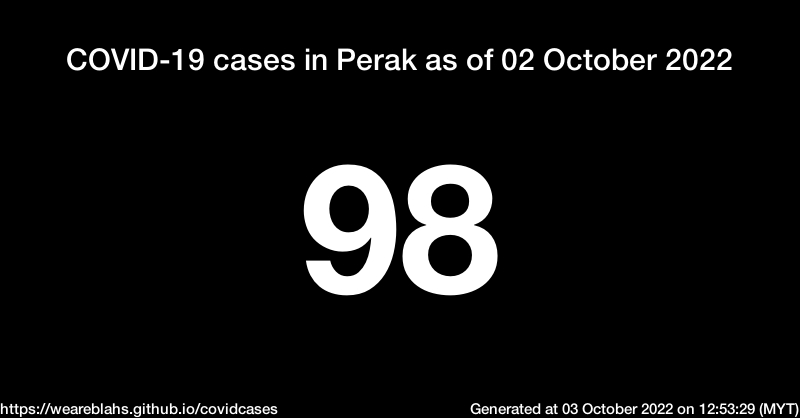 COVID-19 cases in Perak as of 02 October 2022
98
https://weareblahs.github.io/covidcases
Generated at 03 October 2022 on 12:53:29 (MYT)